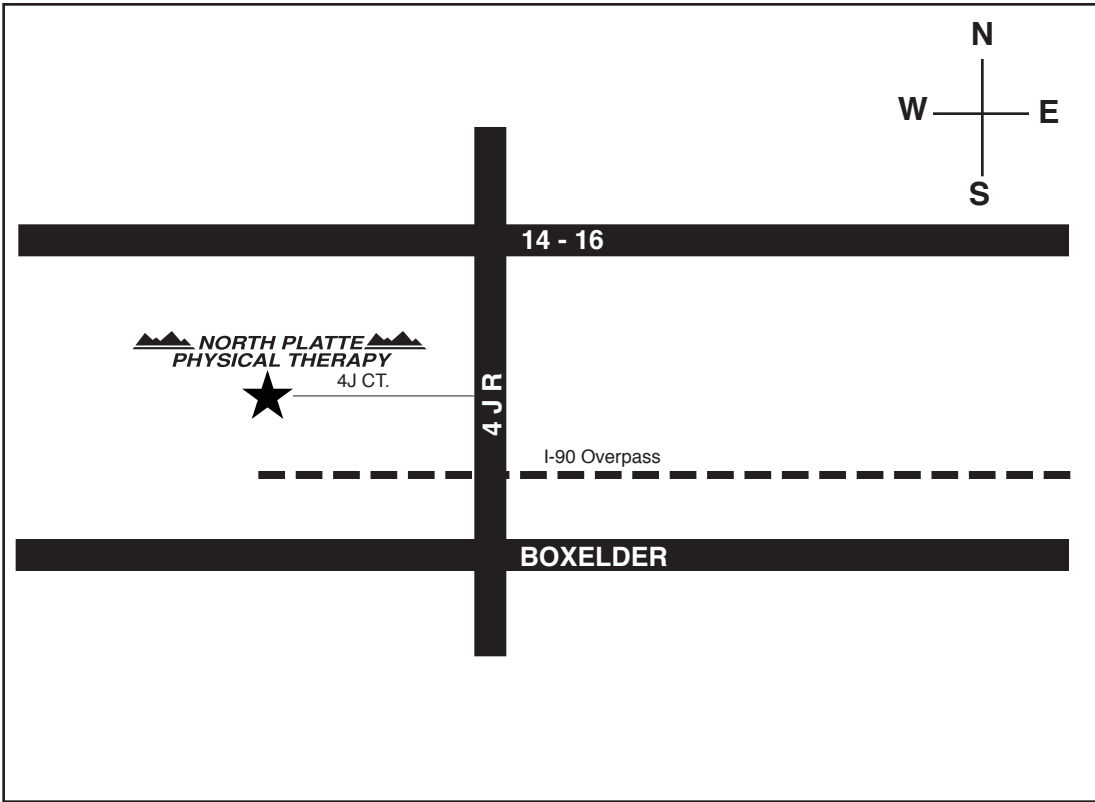 N
W E
S
14 - 16
NORTH PLATTE
PHYSICAL THERAPY
4J CT.
4 J R
I-90 Overpass
BOXELDER